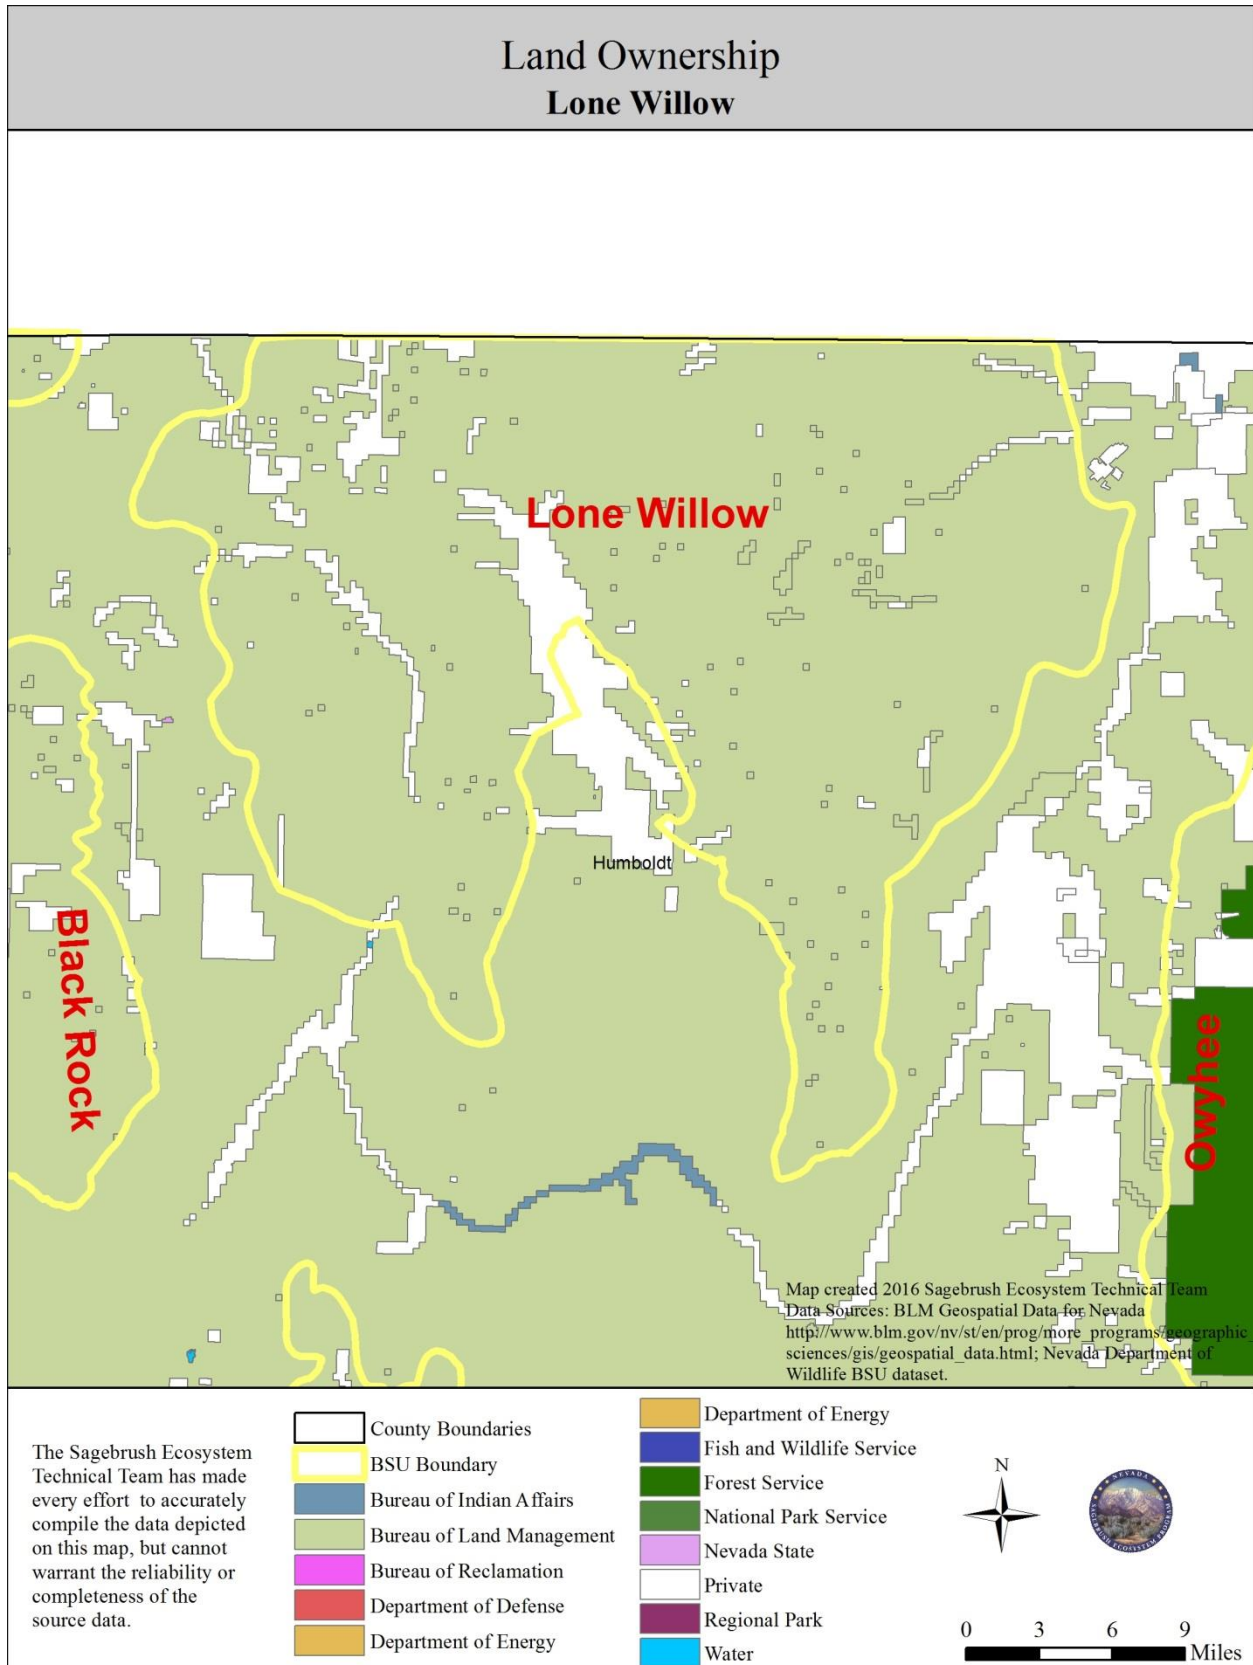 Land Ownership
Lone Willow
Lone Willow
Humboldt
Black Rock
Owyhee
Map created 2016 Sagebrush Ecosystem Technical Team
Data Sources: BLM Geospatial Data for Nevada
http://www.blm.gov/nv/st/en/prog/more_programs/geographic_
sciences/gis/geospatial_data.html; Nevada Department of
Wildlife BSU dataset.
The Sagebrush Ecosystem
Technical Team has made
every effort to accurately
compile the data depicted
on this map, but cannot
warrant the reliability or
completeness of the
source data.
County Boundaries
BSU Boundary
Bureau of Indian Affairs
Bureau of Land Management
Bureau of Reclamation
Department of Defense
Department of Energy
Department of Energy
Fish and Wildlife Service
Forest Service
National Park Service
Nevada State
Private
Regional Park
Water
N
NEVADA
SAGEBRUSH ECOSYSTEM PROGRAM
0 3 6 9
Miles